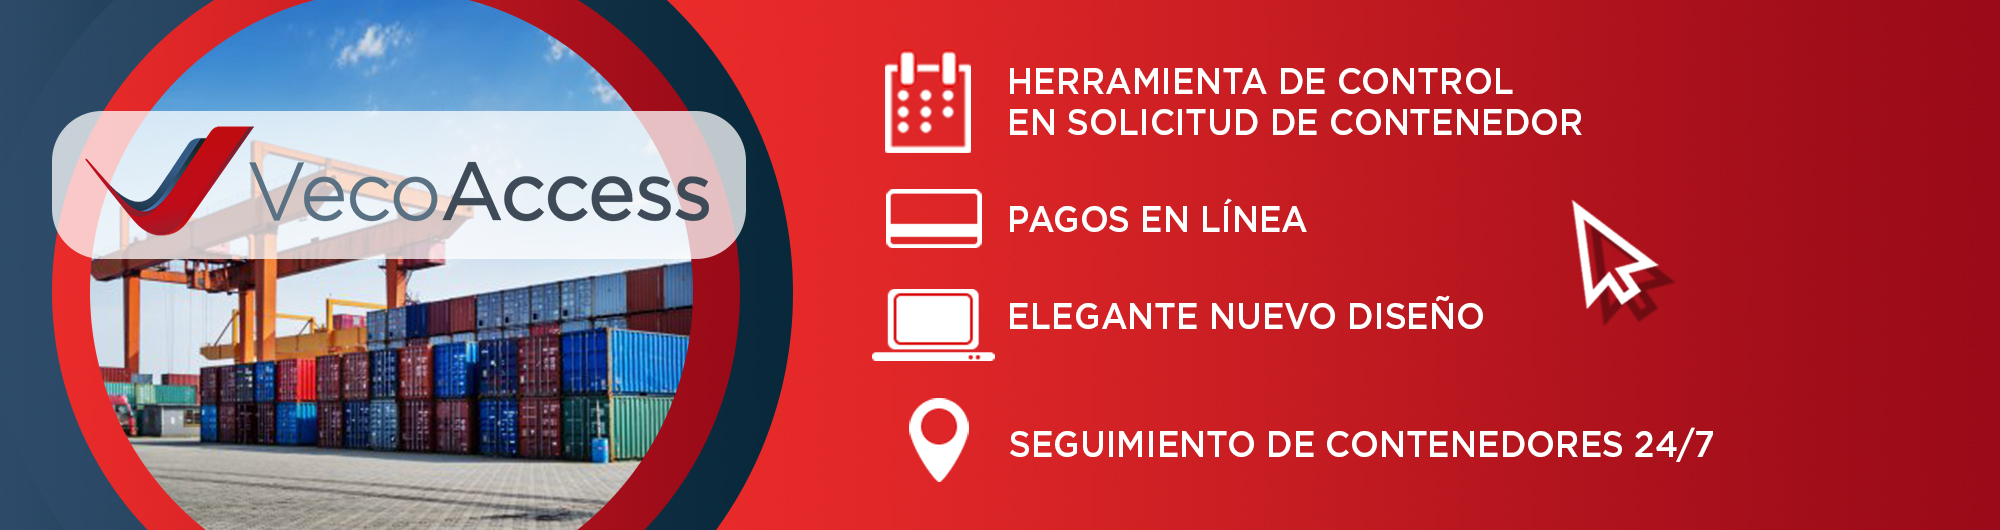 VecoAccess
HERRAMIENTA DE CONTROL
EN SOLICITUD DE CONTENEDOR
PAGOS EN LÍNEA
ELEGANTE NUEVO DISEÑO
SEGUIMIENTO DE CONTENEDORES 24/7